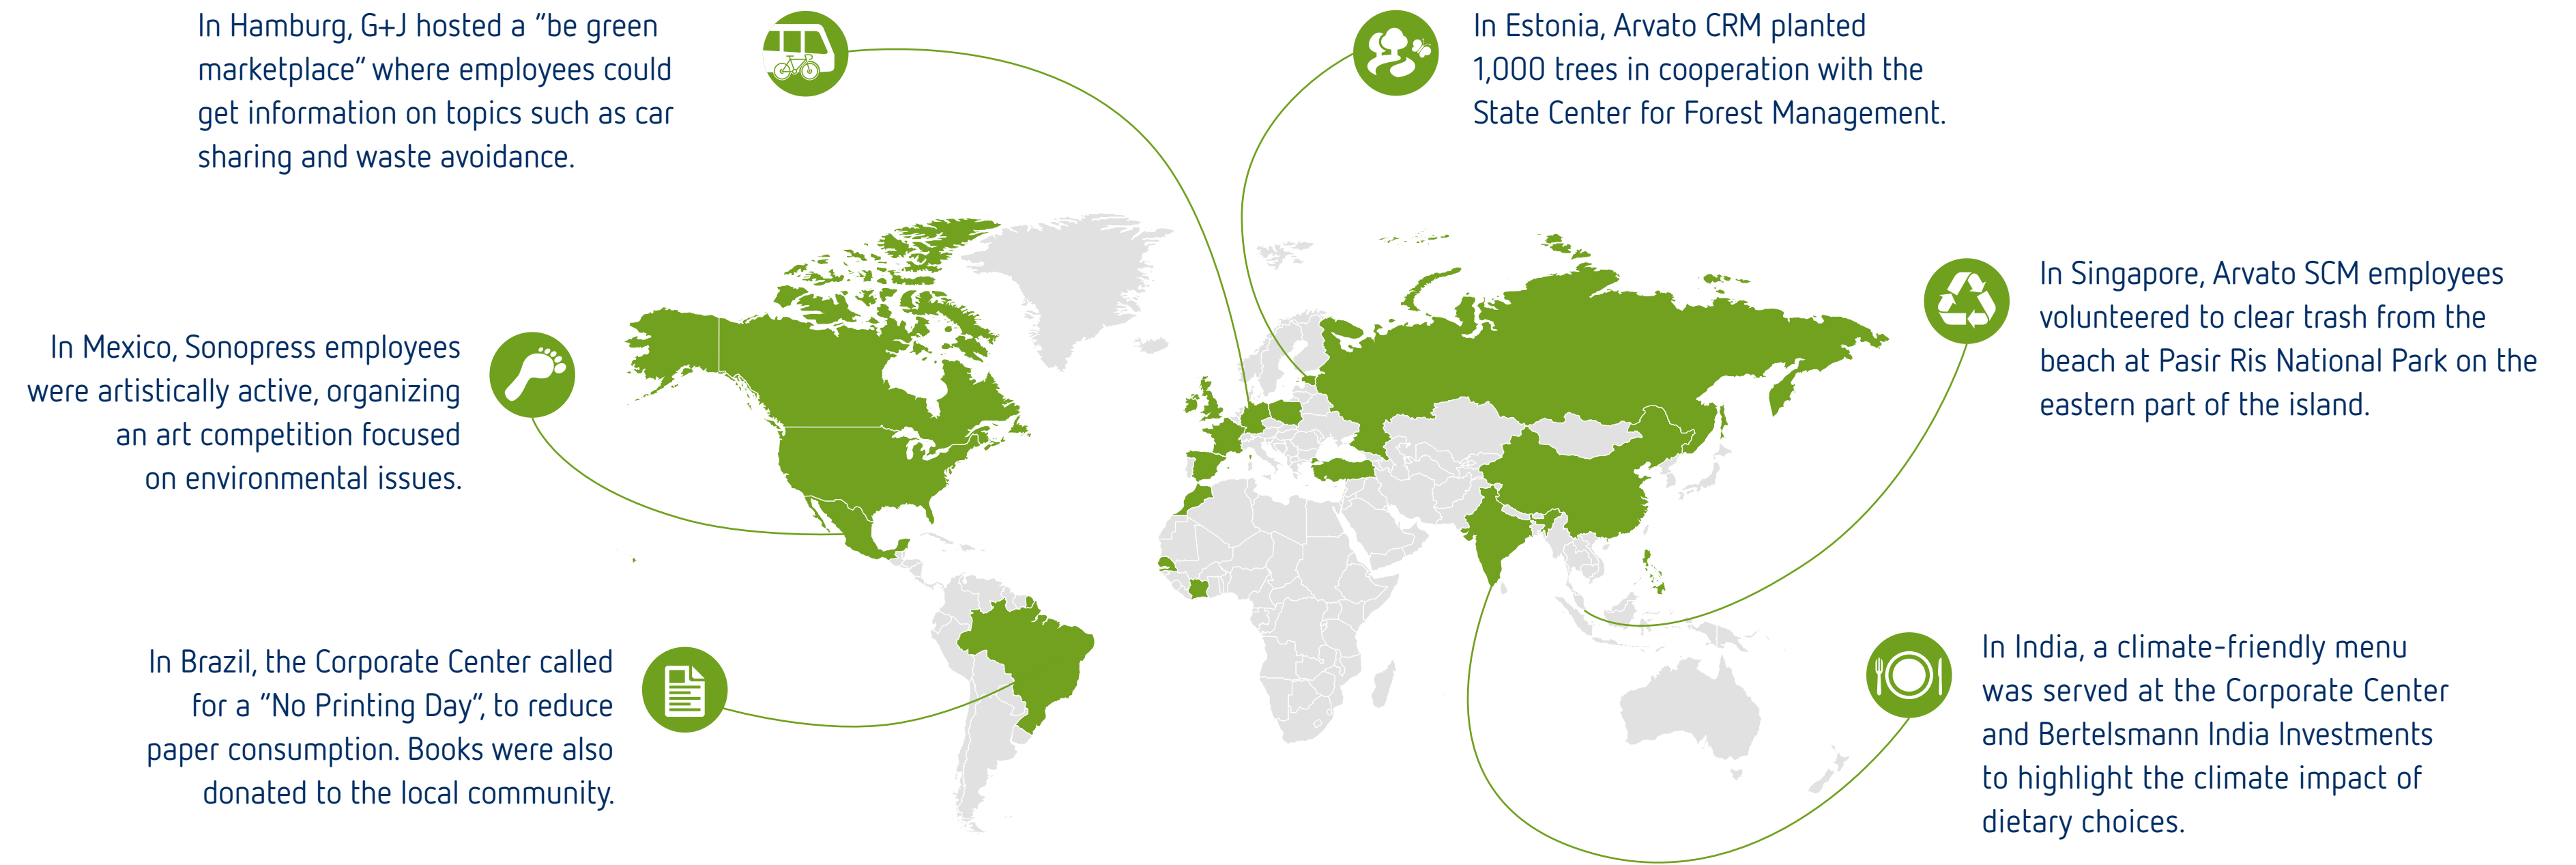 In Hamburg, G+J hosted a “be green
marketplace“ where employees could
get information on topics such as car
sharing and waste avoidance.
In Estonia, Arvato CRM planted
1,000 trees in cooperation with the
State Center for Forest Management.
In Mexico, Sonopress employees
were artistically active, organizing
an art competition focused
on environmental issues.
In Singapore, Arvato SCM employees
volunteered to clear trash from the
beach at Pasir Ris National Park on the
eastern part of the island.
In Brazil, the Corporate Center called
for a “No Printing Day”, to reduce
paper consumption. Books were also
donated to the local community.
In India, a climate-friendly menu
was served at the Corporate Center
and Bertelsmann India Investments
to highlight the climate impact of
dietary choices.